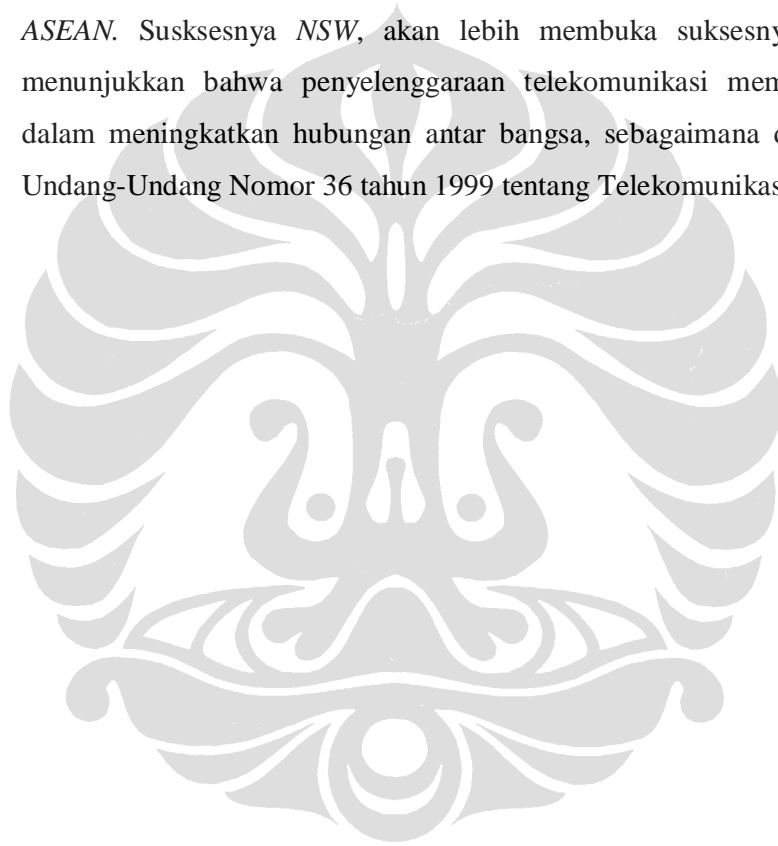 ASEAN. Susksesnya NSW, akan lebih membuka suksesny
menunjukkan bahwa penyelenggaraan telekomunikasi mem
dalam meningkatkan hubungan antar bangsa, sebagaimana
Undang-Undang Nomor 36 tahun 1999 tentang Telekomunikas